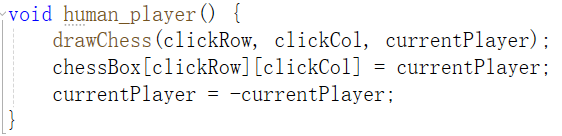 void human_player() {
    drawChess(clickRow, clickCol, currentPlayer);
    chessBox[clickRow][clickCol] = currentPlayer;
    currentPlayer = -currentPlayer;
}